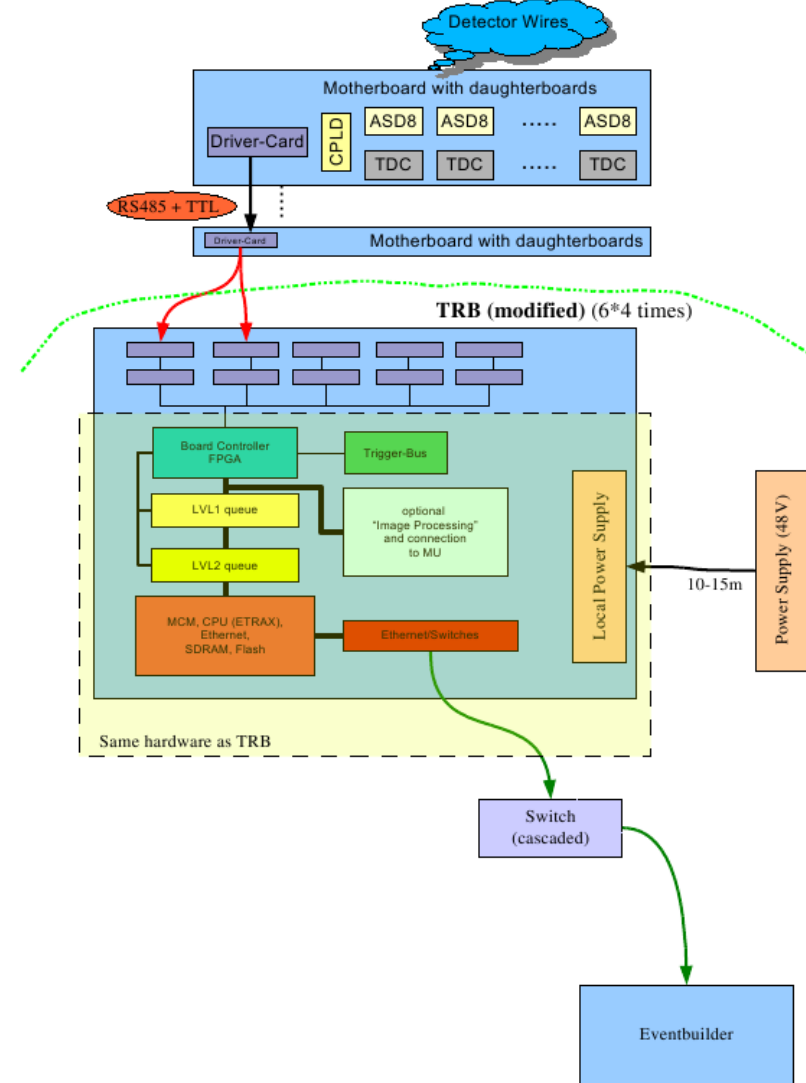 Detector Wires
Motherboard with daughterboards
Driver-Card
CPLD
ASD8 ASD8 ..... ASD8
TDC TDC ..... TDC
RS485 + TTL
Driver-Card
Motherboard with daughterboards
TRB (modified) (6*4 times)
Board Controller
FPGA
Trigger-Bus
LVL1 queue
optional
“Image Processing”
and connection
to MU
LVL2 queue
MCM, CPU (ETRAX),
Ethernet,
SDRAM, Flash
Ethernet/Switches
Local Power Supply
10-15m
Power Supply (48V)
Same hardware as TRB
Switch
(cascaded)
Eventbuilder